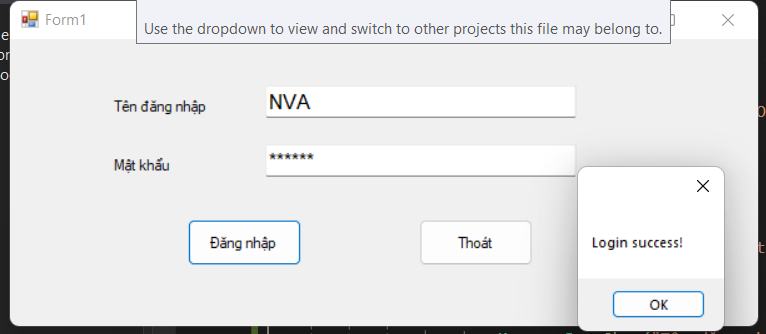 Form1
Use the dropdown to view and switch to other projects this file may belong to.
Tên đăng nhập
NVA
Mật khẩu
******
Đăng nhập
Thoát
Login success!
OK